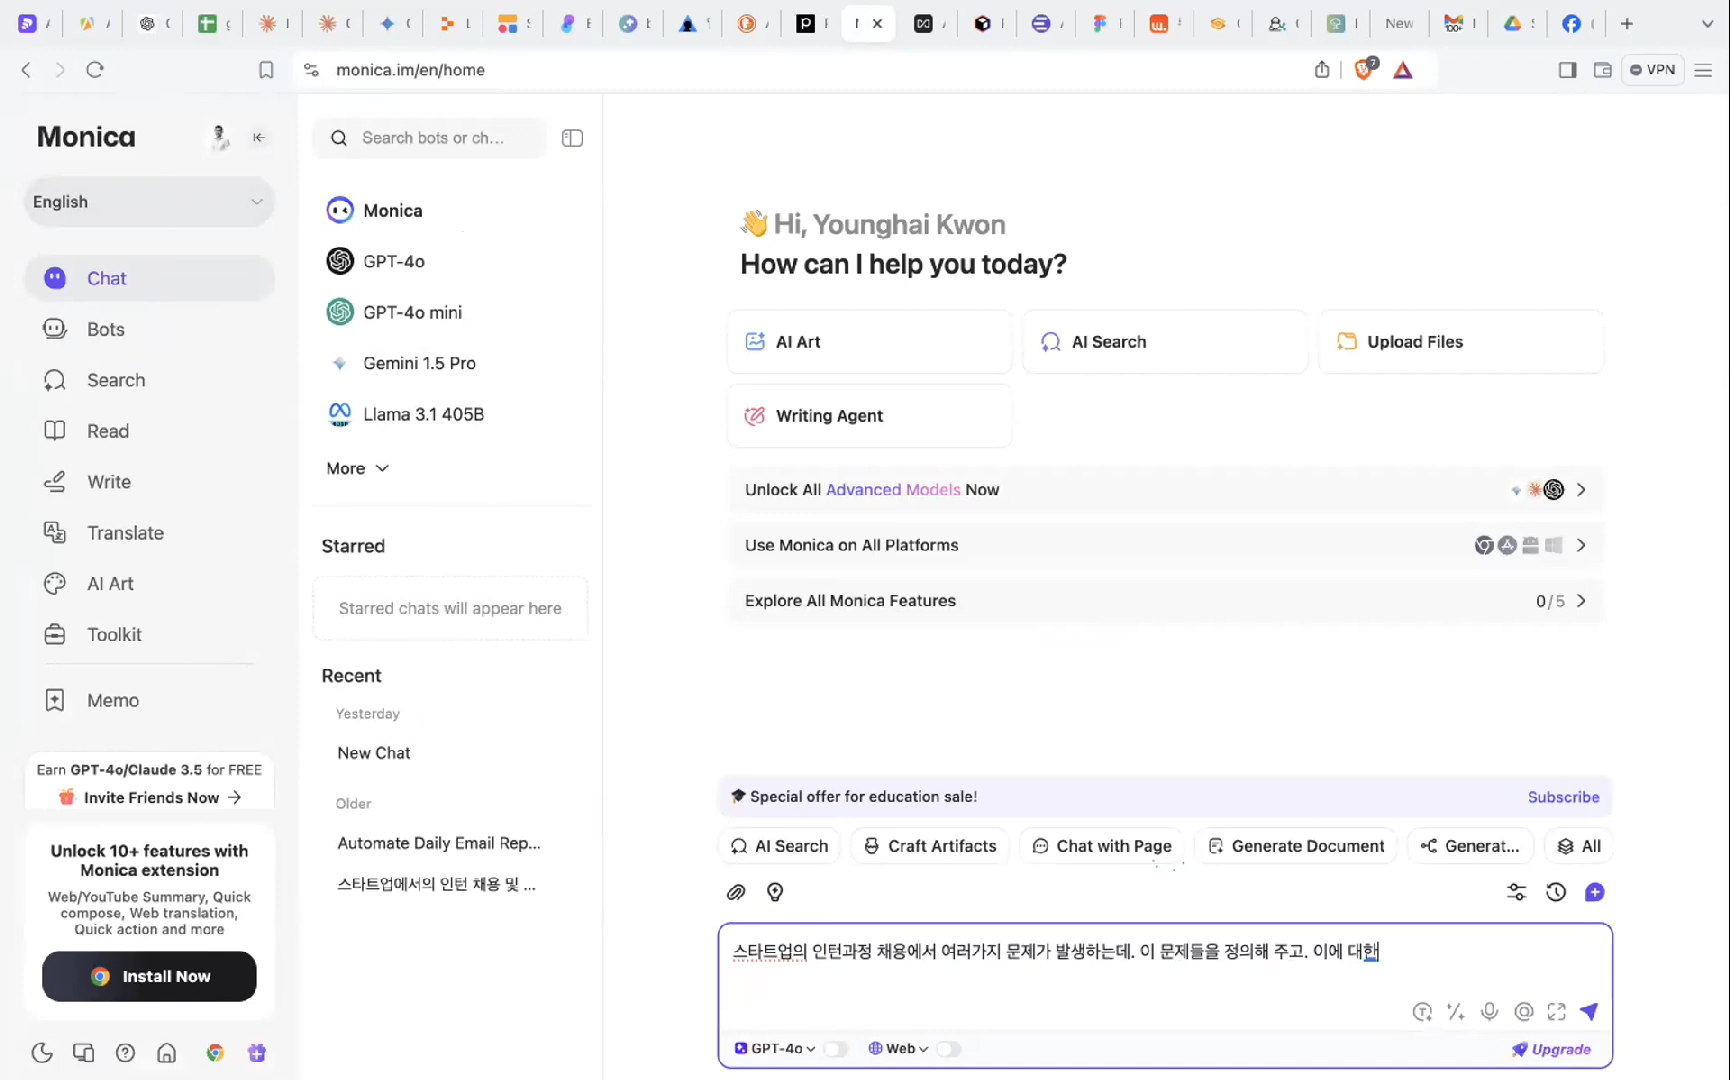 monica.im/en/home
New
VPN
Monica
English
Chat
Bots
Search
Read
Write
Translate
AI Art
Toolkit
Memo
Earn GPT-4o/Claude 3.5 for FREE
Invite Friends Now →
Unlock 10+ features with
Monica extension
Web/YouTube Summary, Quick
compose, Web translation,
Quick action and more
Install Now
Search bots or ch...
Monica
GPT-4o
GPT-4o mini
Gemini 1.5 Pro
Llama 3.1 405B
More
Starred
Starred chats will appear here
Recent
Yesterday
New Chat
Older
Automate Daily Email Rep...
스타트업에서의 인턴 채용 및 ...
👋 Hi, Younghai Kwon
How can I help you today?
AI Art
AI Search
Upload Files
Writing Agent
Unlock All Advanced Models Now
Use Monica on All Platforms
Explore All Monica Features
0/5
🎓 Special offer for education sale!
Subscribe
AI Search
Craft Artifacts
Chat with Page
Generate Document
Generat...
All
스타트업의 인턴과정 채용에서 여러가지 문제가 발생하는데. 이 문제들을 정의해 주고. 이에 대한
GPT-4o
Web
Upgrade